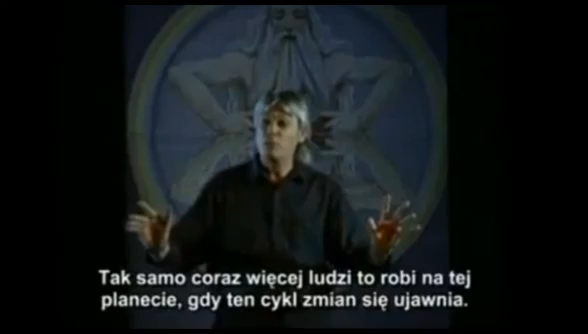 Tak samo coraz więcej ludzi to robi na tej
planecie, gdy ten cykl zmian się ujawnia.